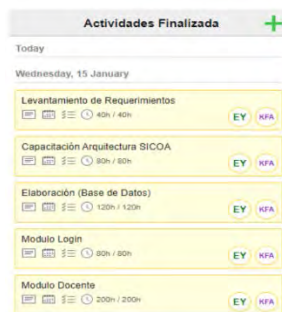 Actividades Finalizada
Today
Wednesday, 15 January
Levantamiento de Requerimientos
40h / 40h
EY KFA
Capacitación Arquitectura SICOA
80h / 80h
EY KFA
Elaboración (Base de Datos)
120h / 120h
EY KFA
Modulo Login
80h / 80h
EY KFA
Modulo Docente
200h / 200h
EY KFA